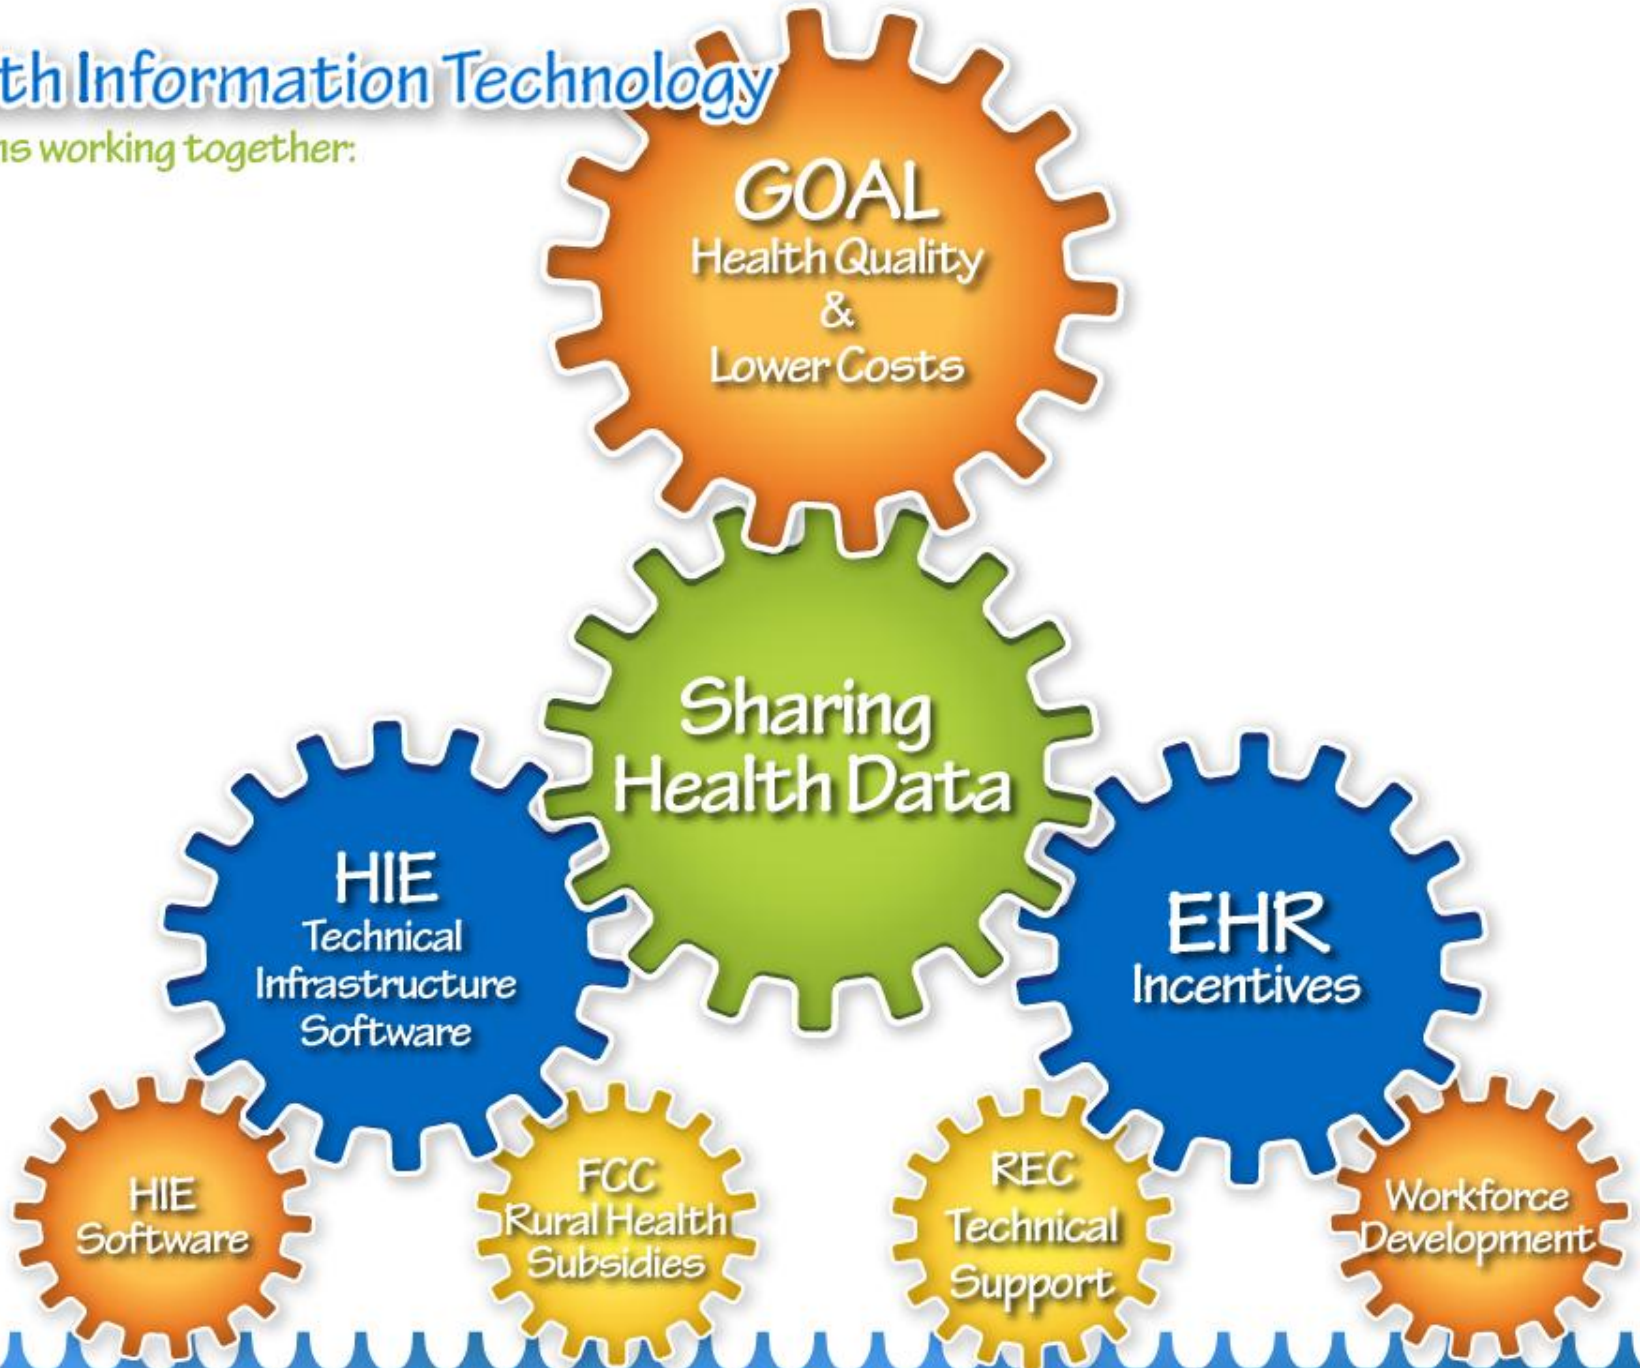 th Information Technology
ns working together:
GOAL
Health Quality
&
Lower Costs
Sharing
Health Data
HIE
Technical
Infrastructure
Software
EHR
Incentives
HIE
Software
FCC
Rural Health
Subsidies
REC
Technical
Support
Workforce
Development